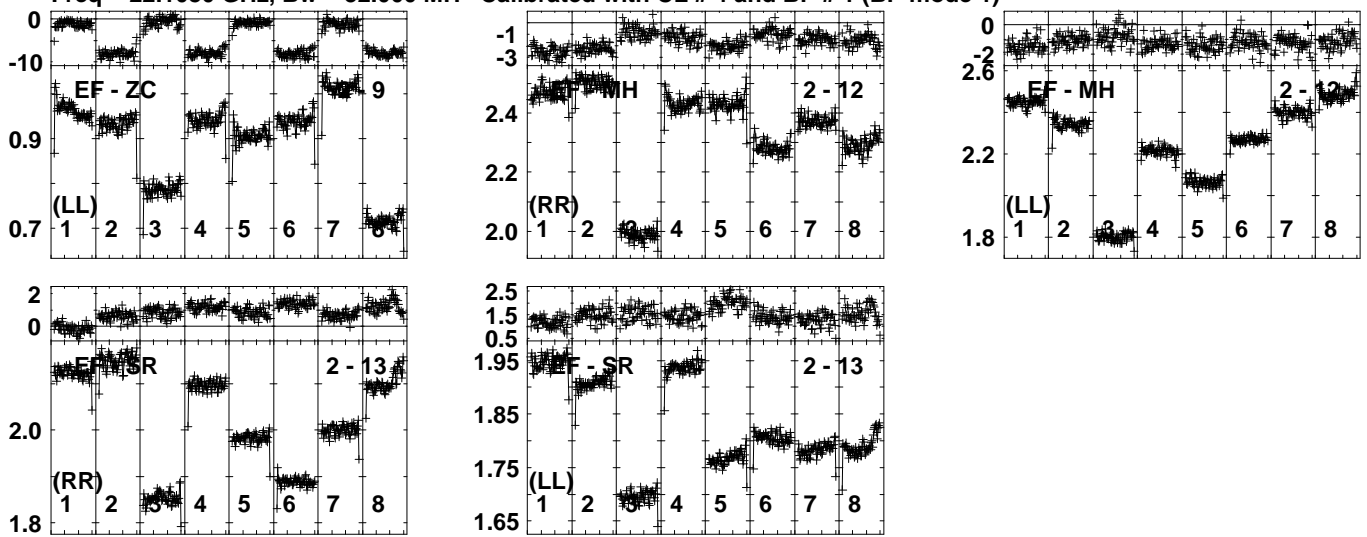 0
-10
EF - ZC
9
0.9
(LL)
0.7
1 2 3 4 5 6 7 8
-1
-3
EF - MH
2 - 12
2.4
2.2
(RR)
2.0
1 2 3 4 5 6 7 8
0
-2
2.6
EF - MH
2 - 12
2.2
(LL)
1.8
1 2 3 4 5 6 7 8
2
0
EF - SR
2 - 13
2.0
(RR)
1 2 3 4 5 6 7 8
1.8
2.5
1.5
0.5
1.95
EF - SR
2 - 13
1.85
1.75
(LL)
1 2 3 4 5 6 7 8
1.65